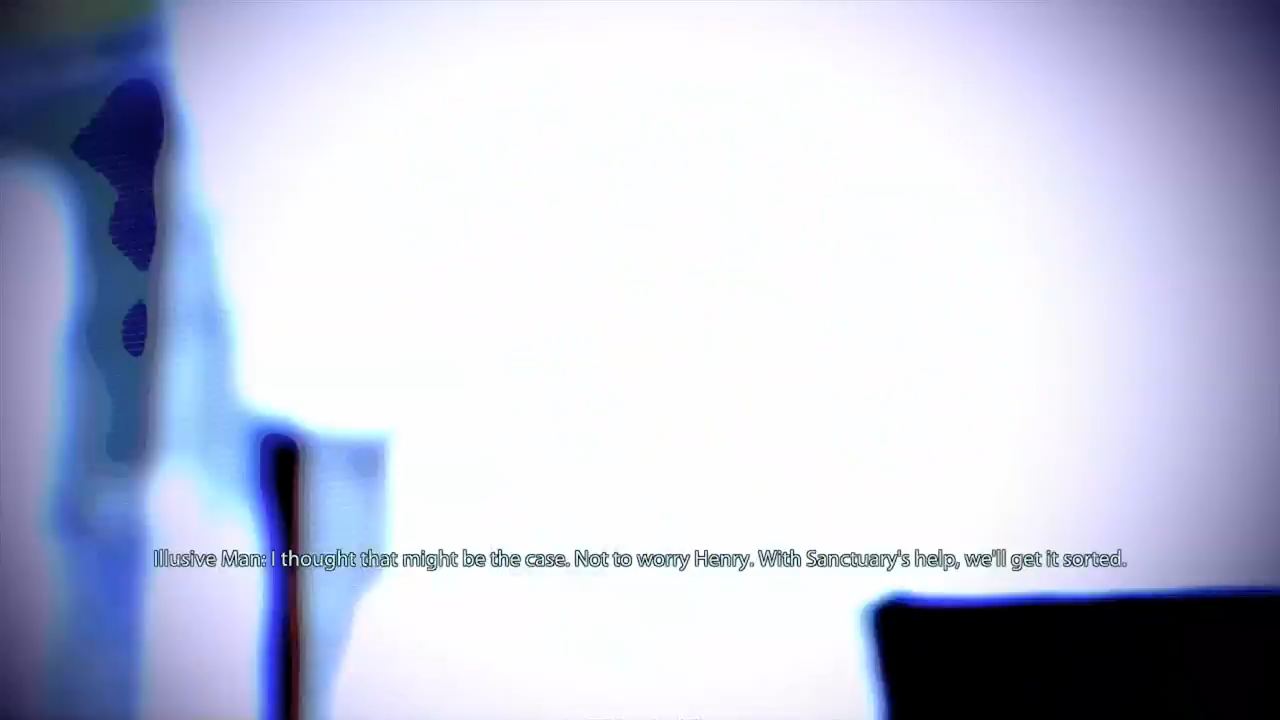 Illusive Man: I thought that might be the case. Not to worry Henry. With Sanctuary's help, we'll get it sorted.